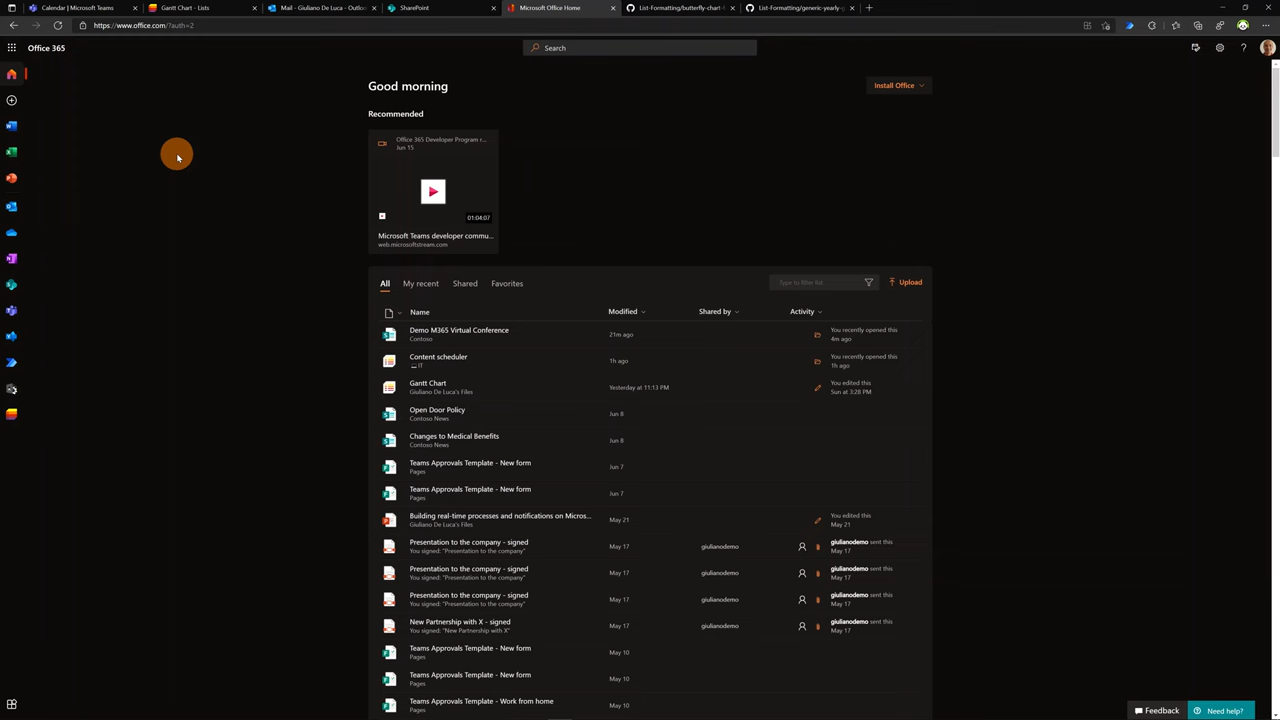 Calendar | Microsoft Teams
Gantt Chart - Lists
Mail - Giuliano De Luca - Outlo
SharePoint
Microsoft Office Home
List-Formatting/butterfly-chart
List-Formatting/generic-yearly-g
https://www.office.com/?auth=2
Office 365
Search
Good morning
Install Office
Recommended
Office 365 Developer Program r...
Jun 15
01:04:07
Microsoft Teams developer commu...
web.microsoftstream.com
All
My recent
Shared
Favorites
Type to filter list
Upload
Name
Modified
Shared by
Activity
Demo M365 Virtual Conference
Contoso
21m ago
You recently opened this
4m ago
Content scheduler
IT
1h ago
You recently opened this
1h ago
Gantt Chart
Giuliano De Luca's Files
Yesterday at 11:13 PM
You edited this
Sun at 3:28 PM
Open Door Policy
Contoso News
Jun 8
Changes to Medical Benefits
Contoso News
Jun 8
Teams Approvals Template - New form
Pages
Jun 7
Teams Approvals Template - New form
Pages
Jun 7
Building real-time processes and notifications on Micros...
Giuliano De Luca's Files
May 21
You edited this
May 21
Presentation to the company - signed
You signed: "Presentation to the company"
May 17
giulianodemo
giulianodemo sent this
May 17
Presentation to the company - signed
You signed: "Presentation to the company"
May 17
giulianodemo
giulianodemo sent this
May 17
Presentation to the company - signed
You signed: "Presentation to the company"
May 17
giulianodemo
giulianodemo sent this
May 17
New Partnership with X - signed
You signed: "New Partnership with X"
May 17
giulianodemo
giulianodemo sent this
May 17
Teams Approvals Template - New form
Pages
May 10
Teams Approvals Template - New form
Pages
May 10
Teams Approvals Template - Work from home
Pages
May 10
Feedback
Need help?